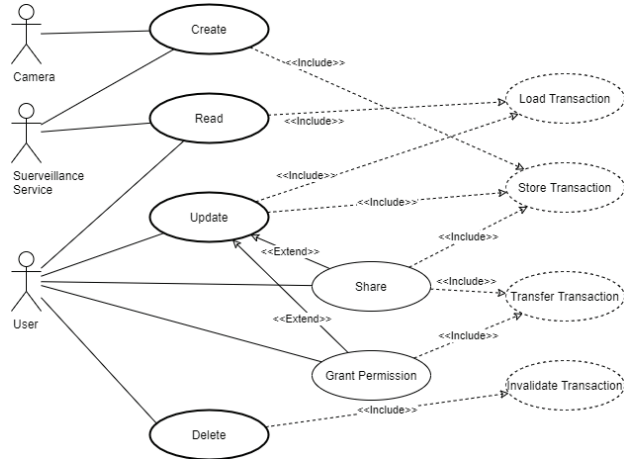 Create
<<Include>>
Camera
Load Transaction
Read
<<Include>>
Suerveillance
Service
<<Include>>
Store Transaction
<<Include>>
Update
<<Include>>
<<Extend>>
<<Include>>
Share
Transfer Transaction
User
<<Extend>>
<<Include>>
Grant Permission
Invalidate Transaction
<<Include>>
Delete